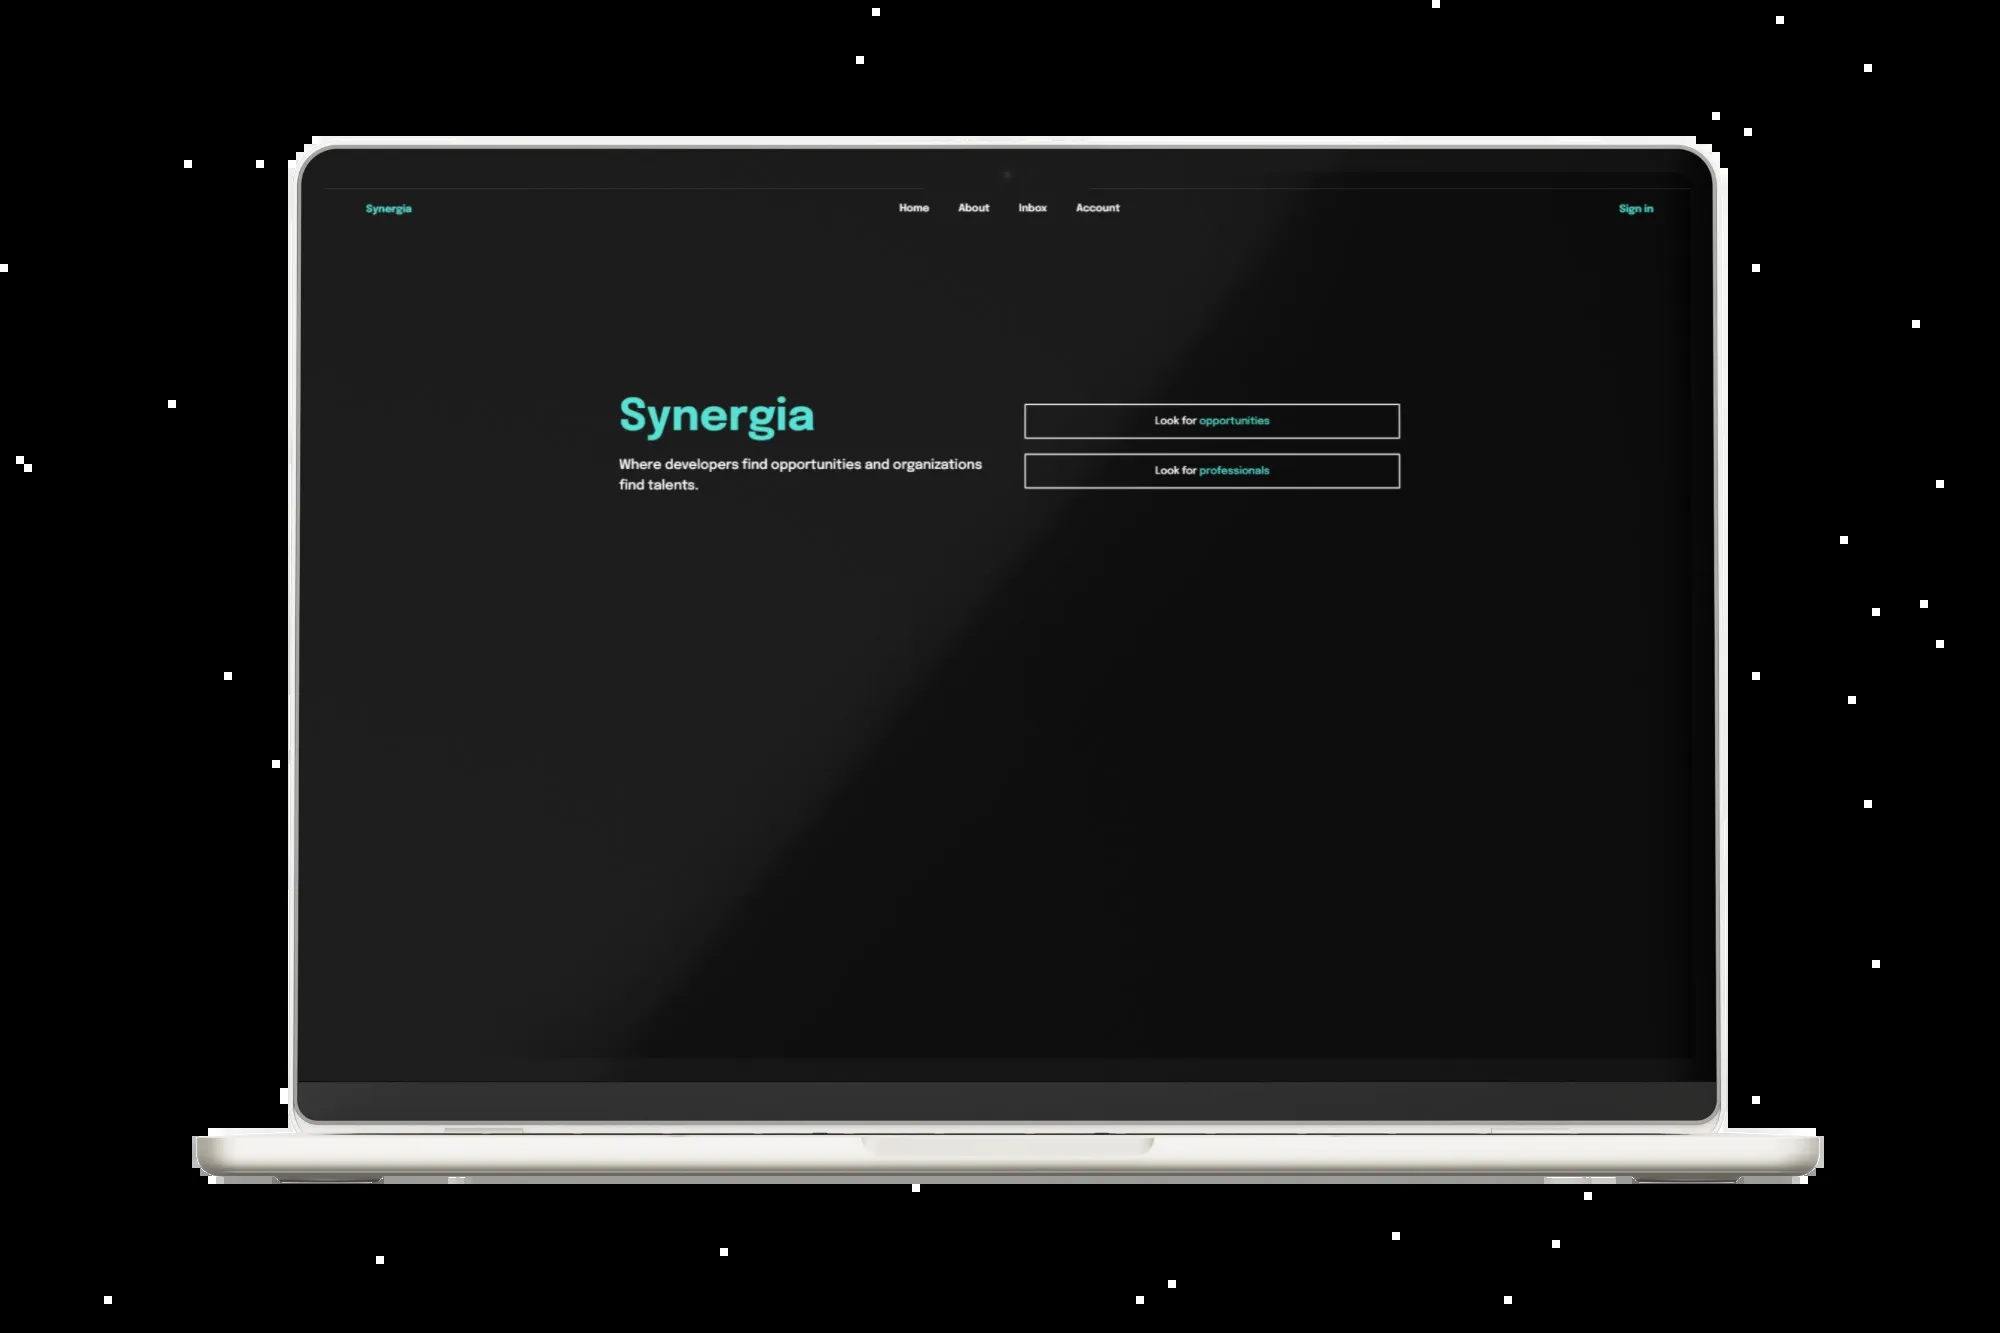 Synergia
Home About Inbox Account
Sign in
Synergia
Where developers find opportunities and organizations
find talents.
Look for opportunities
Look for professionals